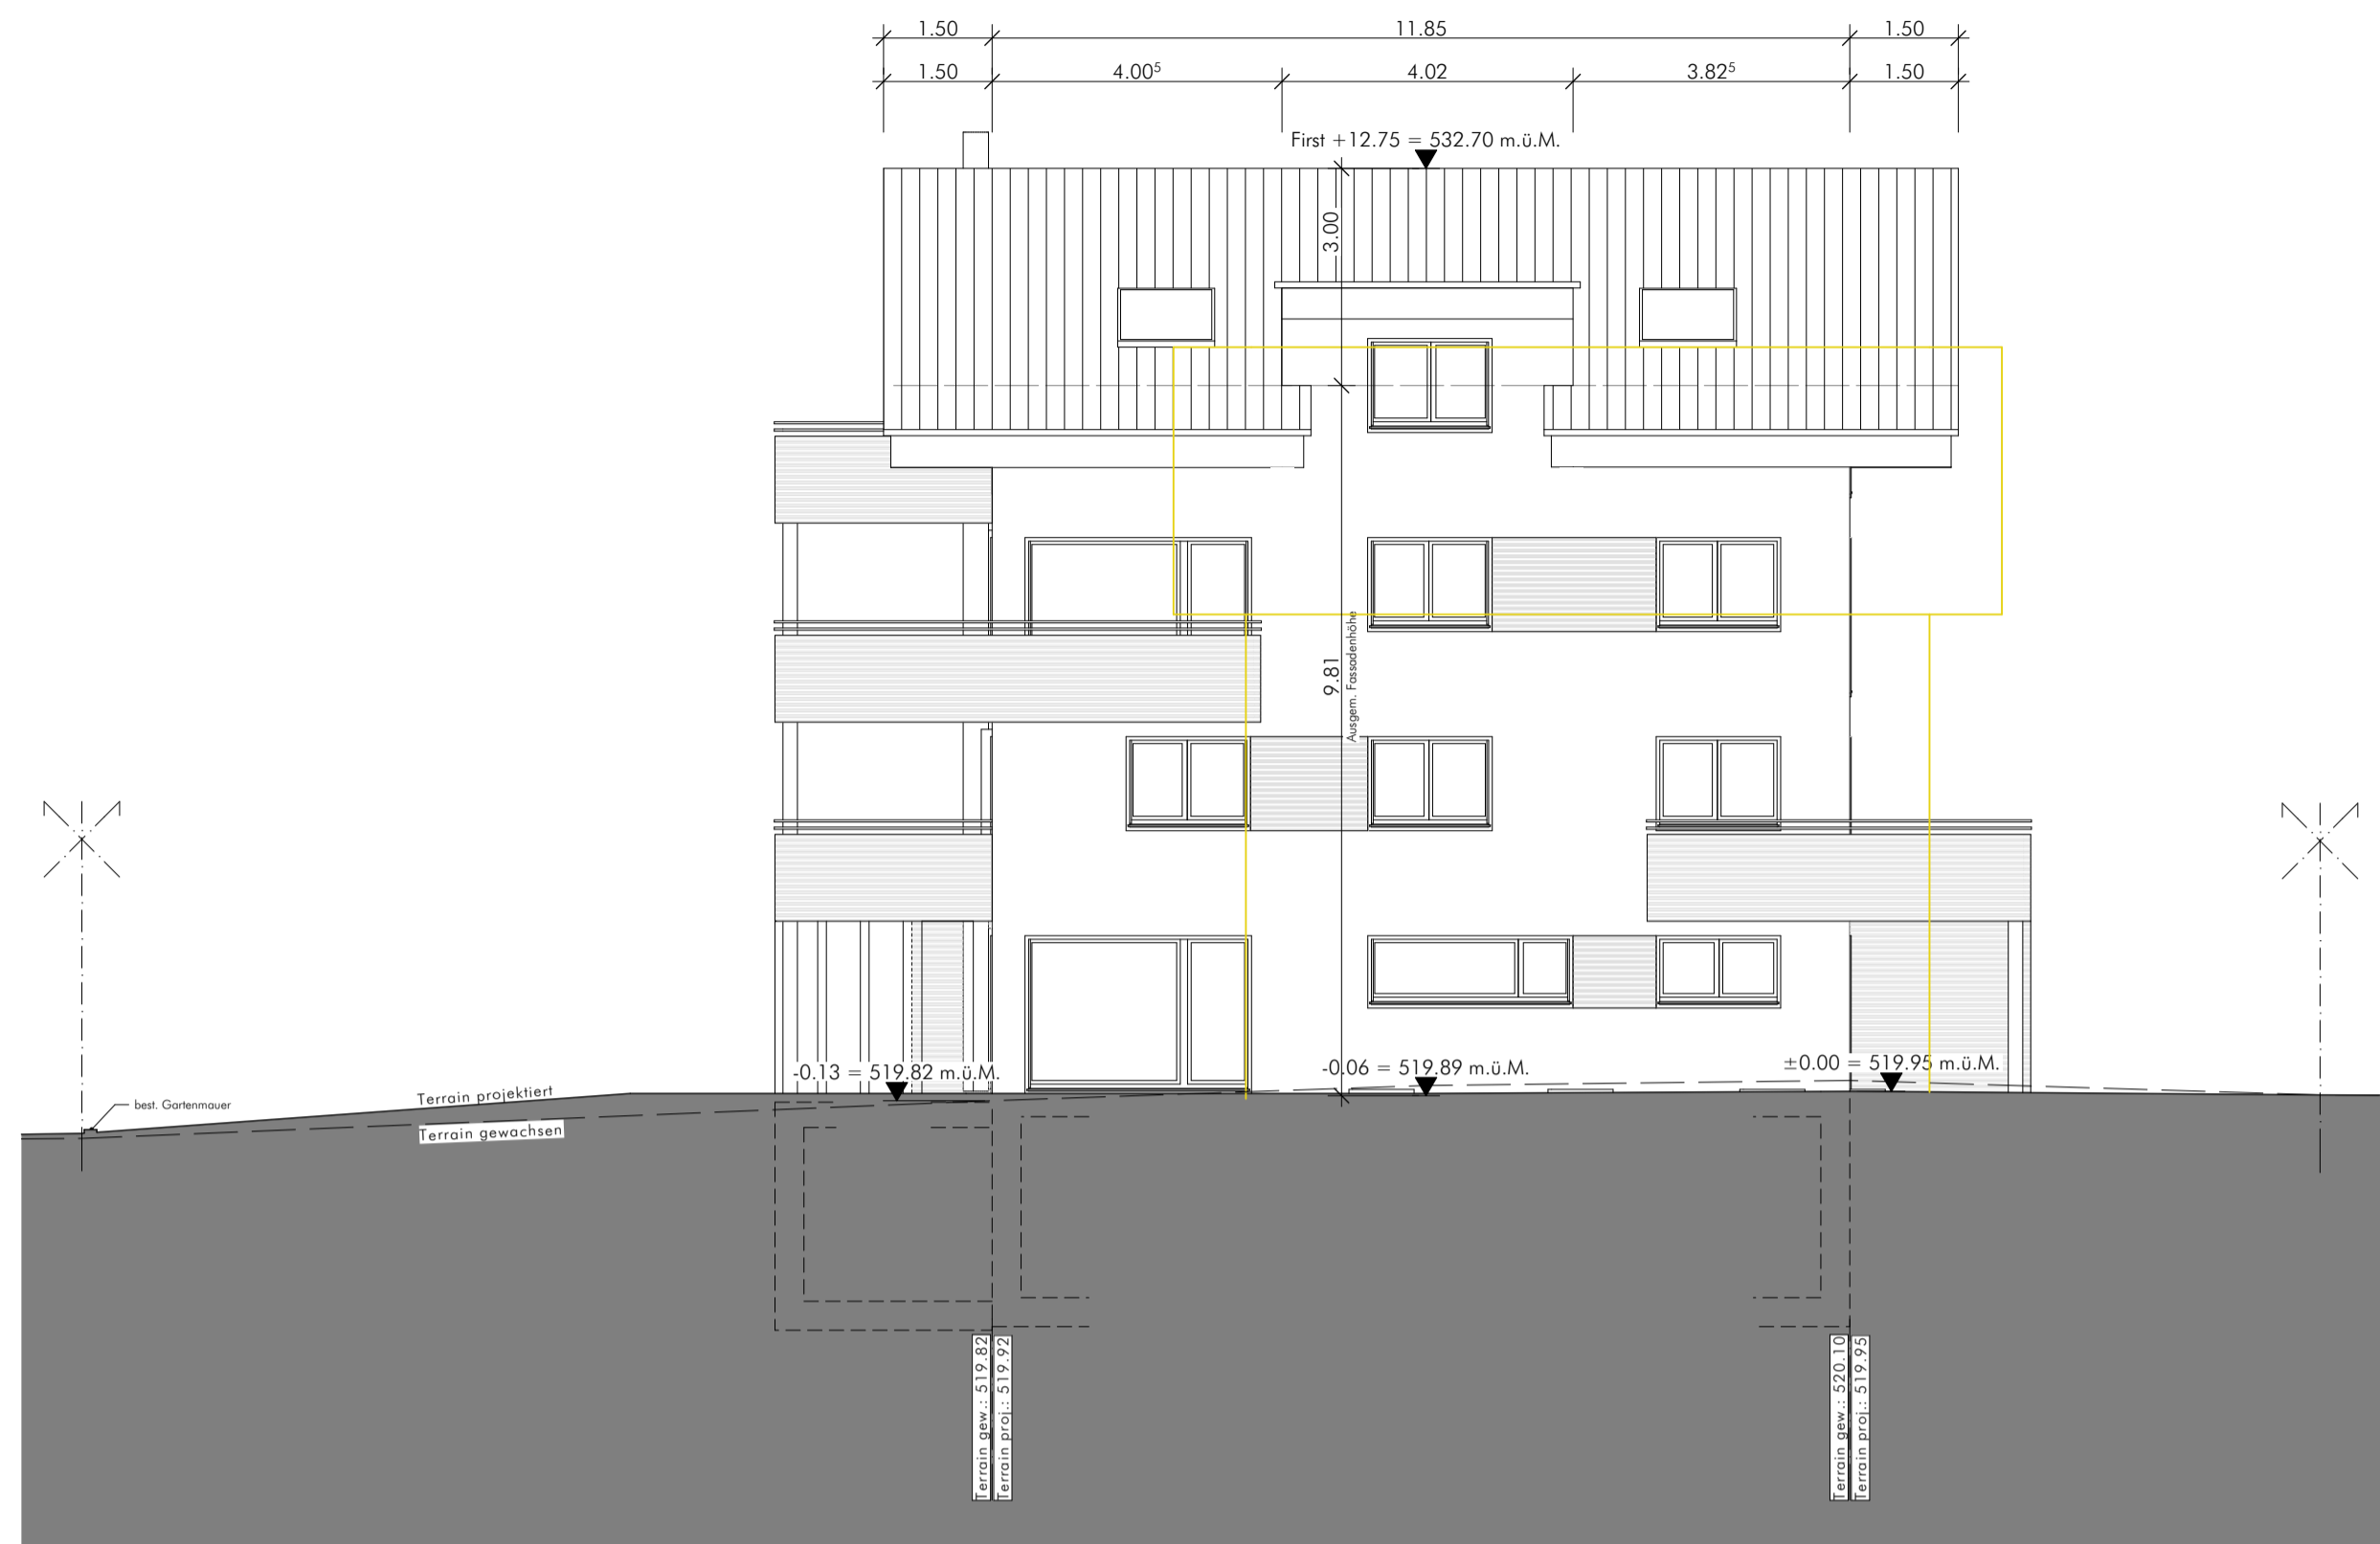 1.50 11.85 1.50
1.50 4.00⁵ 4.02 3.82⁵ 1.50
First +12.75 = 532.70 m.ü.M.
3.00
9.81
Ausgem. Fassadenhöhe
-0.13 = 519.82 m.ü.M.
-0.06 = 519.89 m.ü.M.
±0.00 = 519.95 m.ü.M.
Terrain projektiert
best. Gartenmauer
Terrain gewachsen
Terrain gew.: 519.82
Terrain proj.: 519.92
Terrain gew.: 520.10
Terrain proj.: 519.95